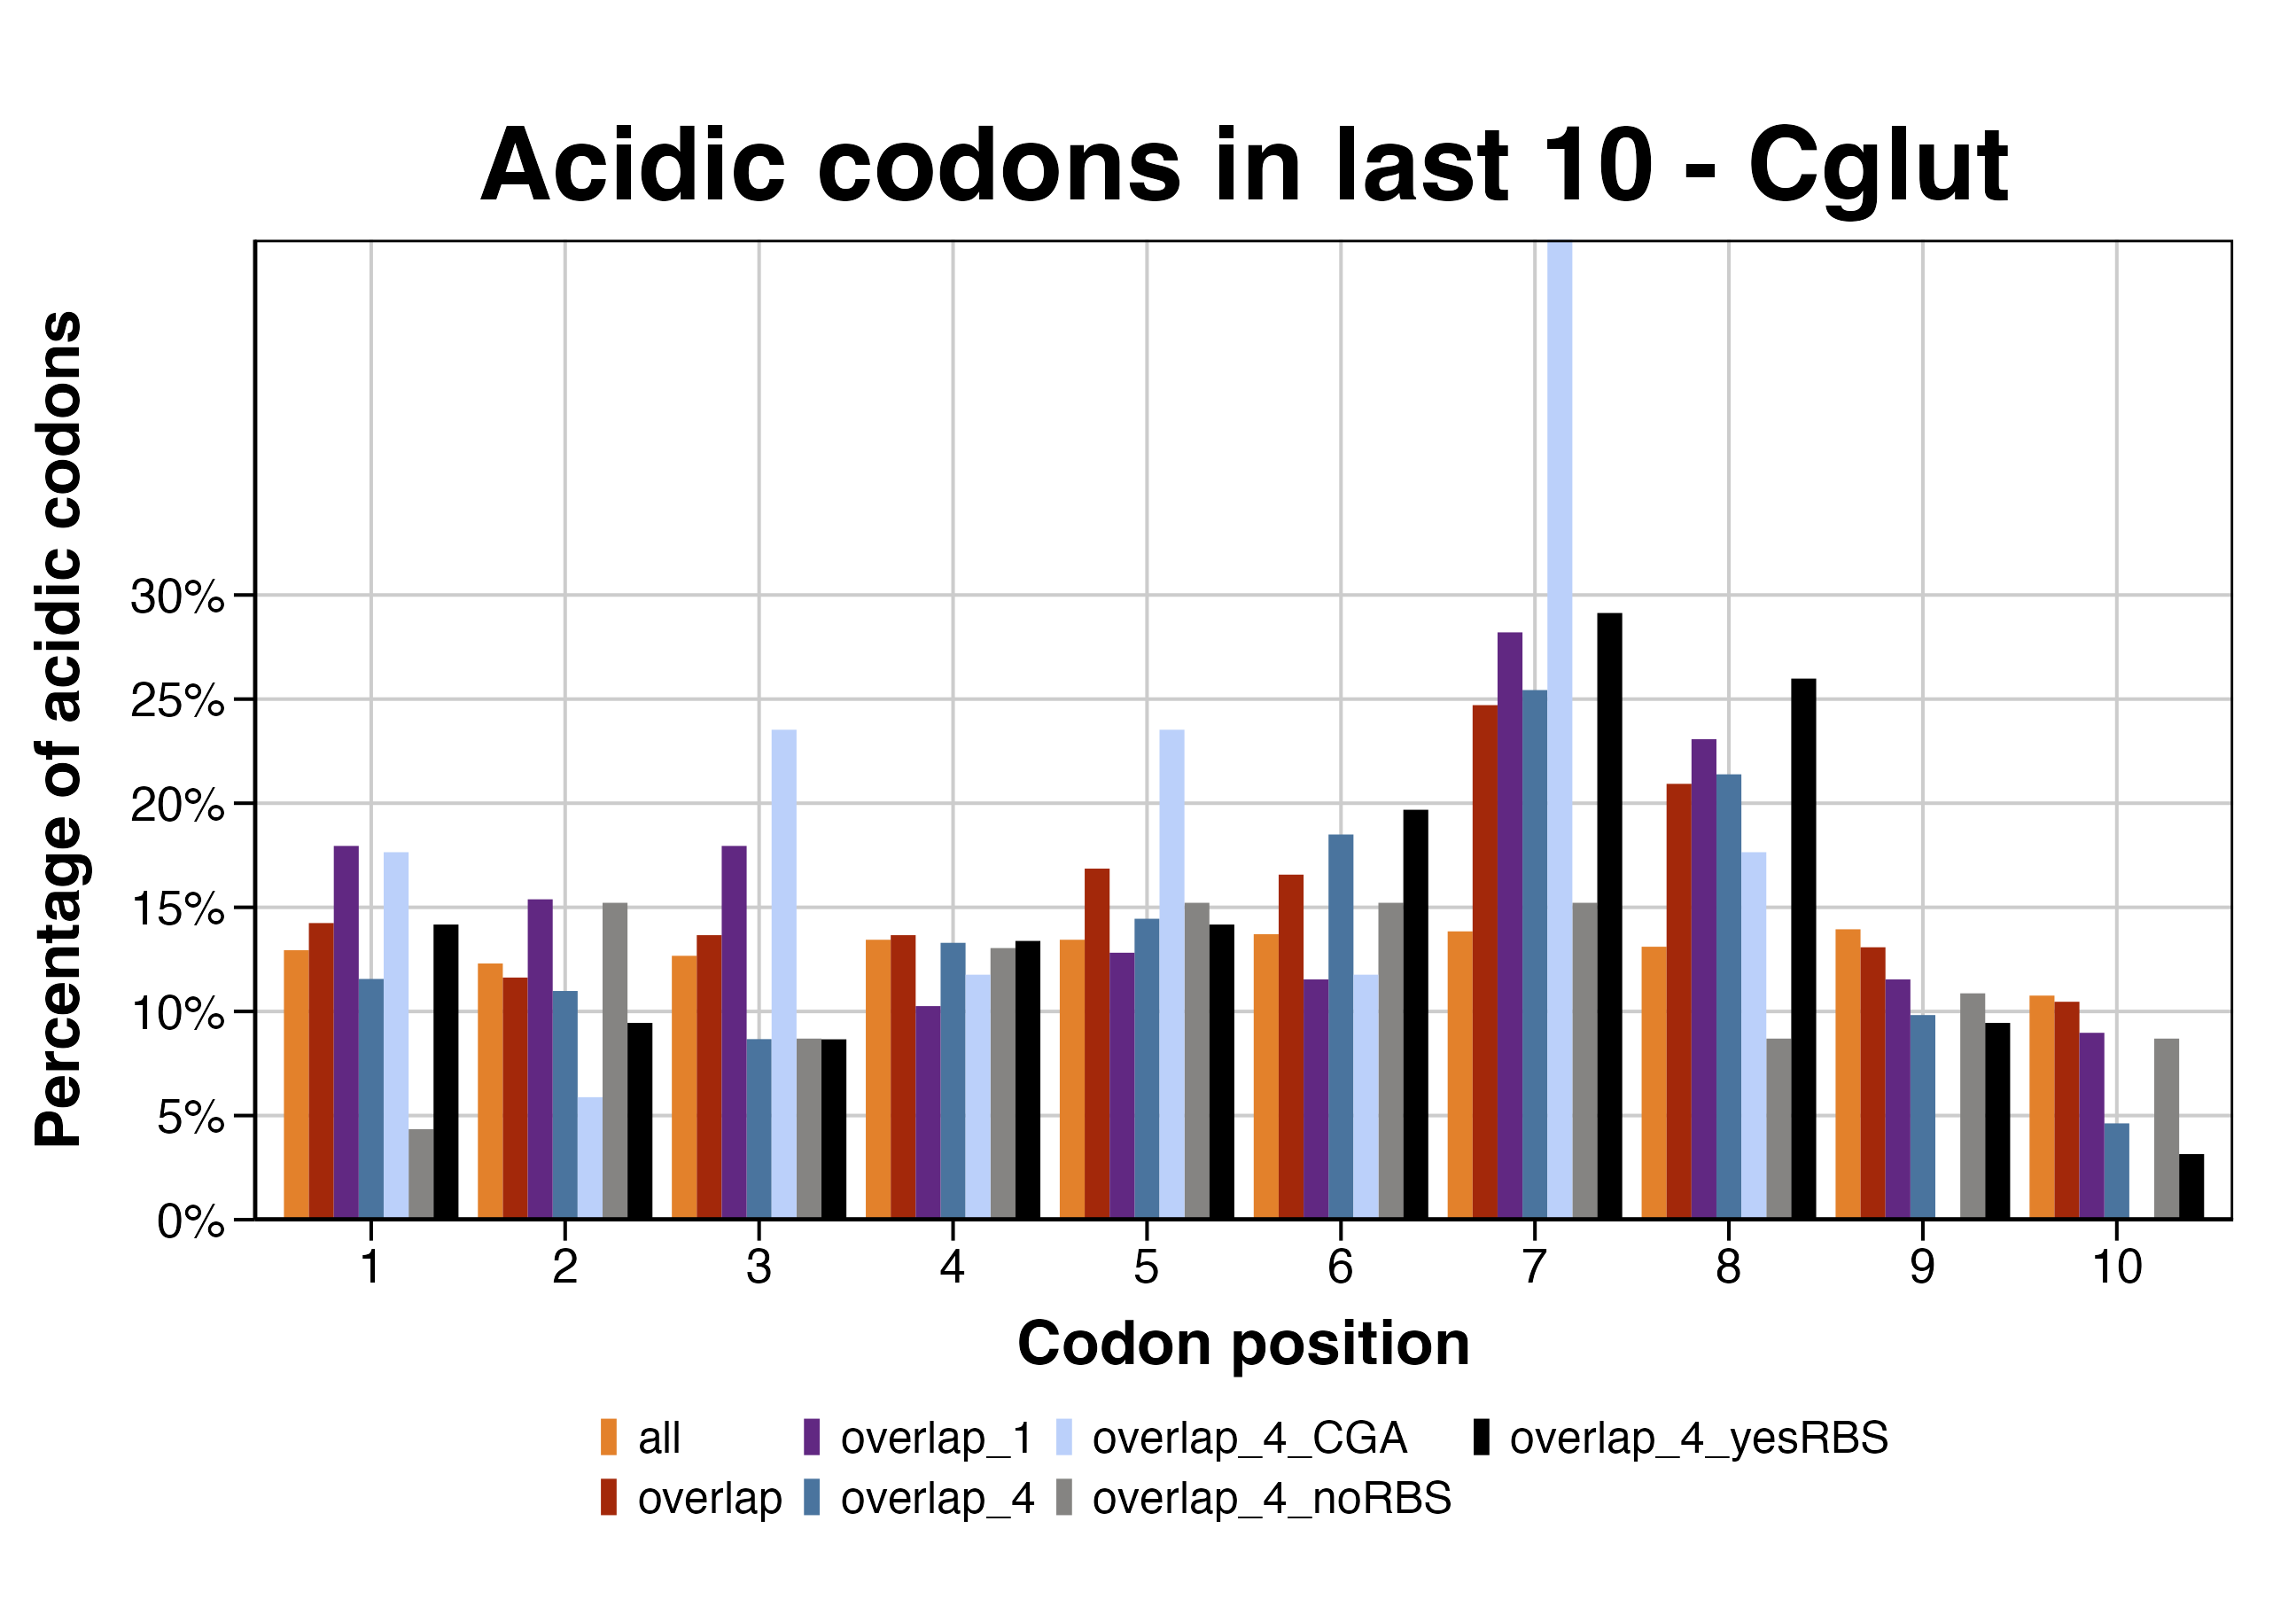 Acidic codons in last 10 - Cglut
Percentage of acidic codons
30%
25%
20%
15%
10%
5%
0%
1 2 3 4 5 6 7 8 9 10
Codon position
all overlap_1 overlap_4_CGA overlap_4_yesRBS
overlap overlap_4 overlap_4_noRBS